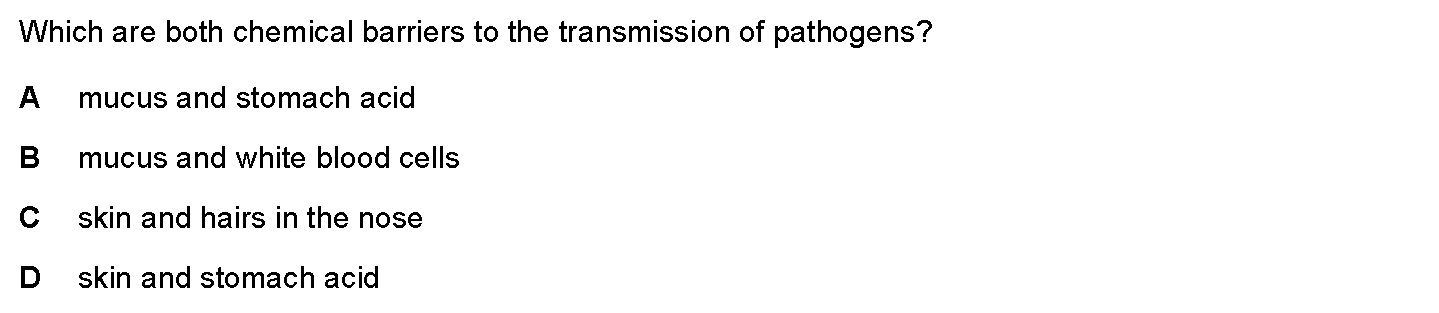 Which are both chemical barriers to the transmission of pathogens?
A mucus and stomach acid
B mucus and white blood cells
C skin and hairs in the nose
D skin and stomach acid